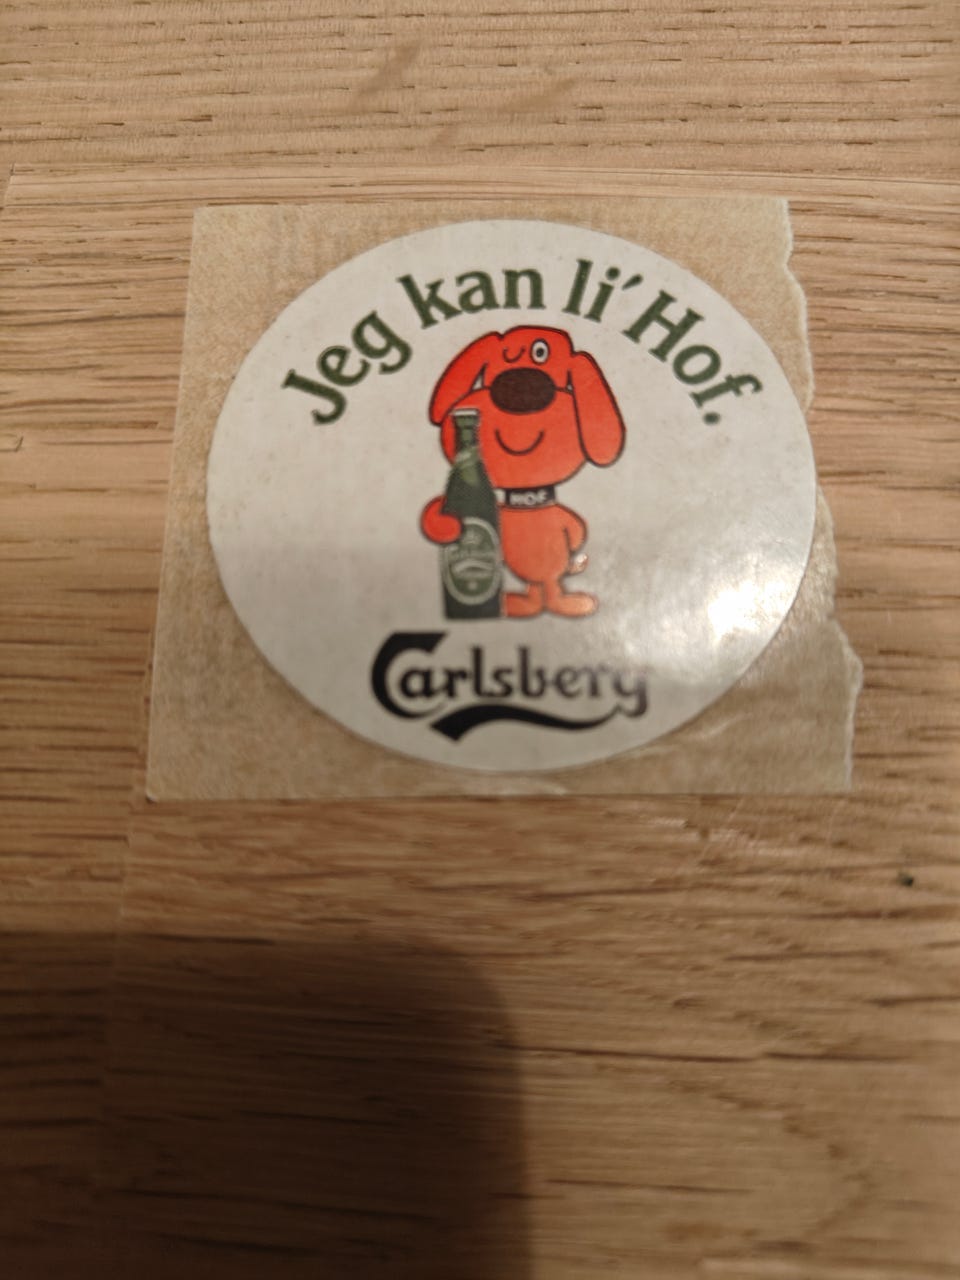 Jeg kan li' Hof.
HOF.
Carlsberg